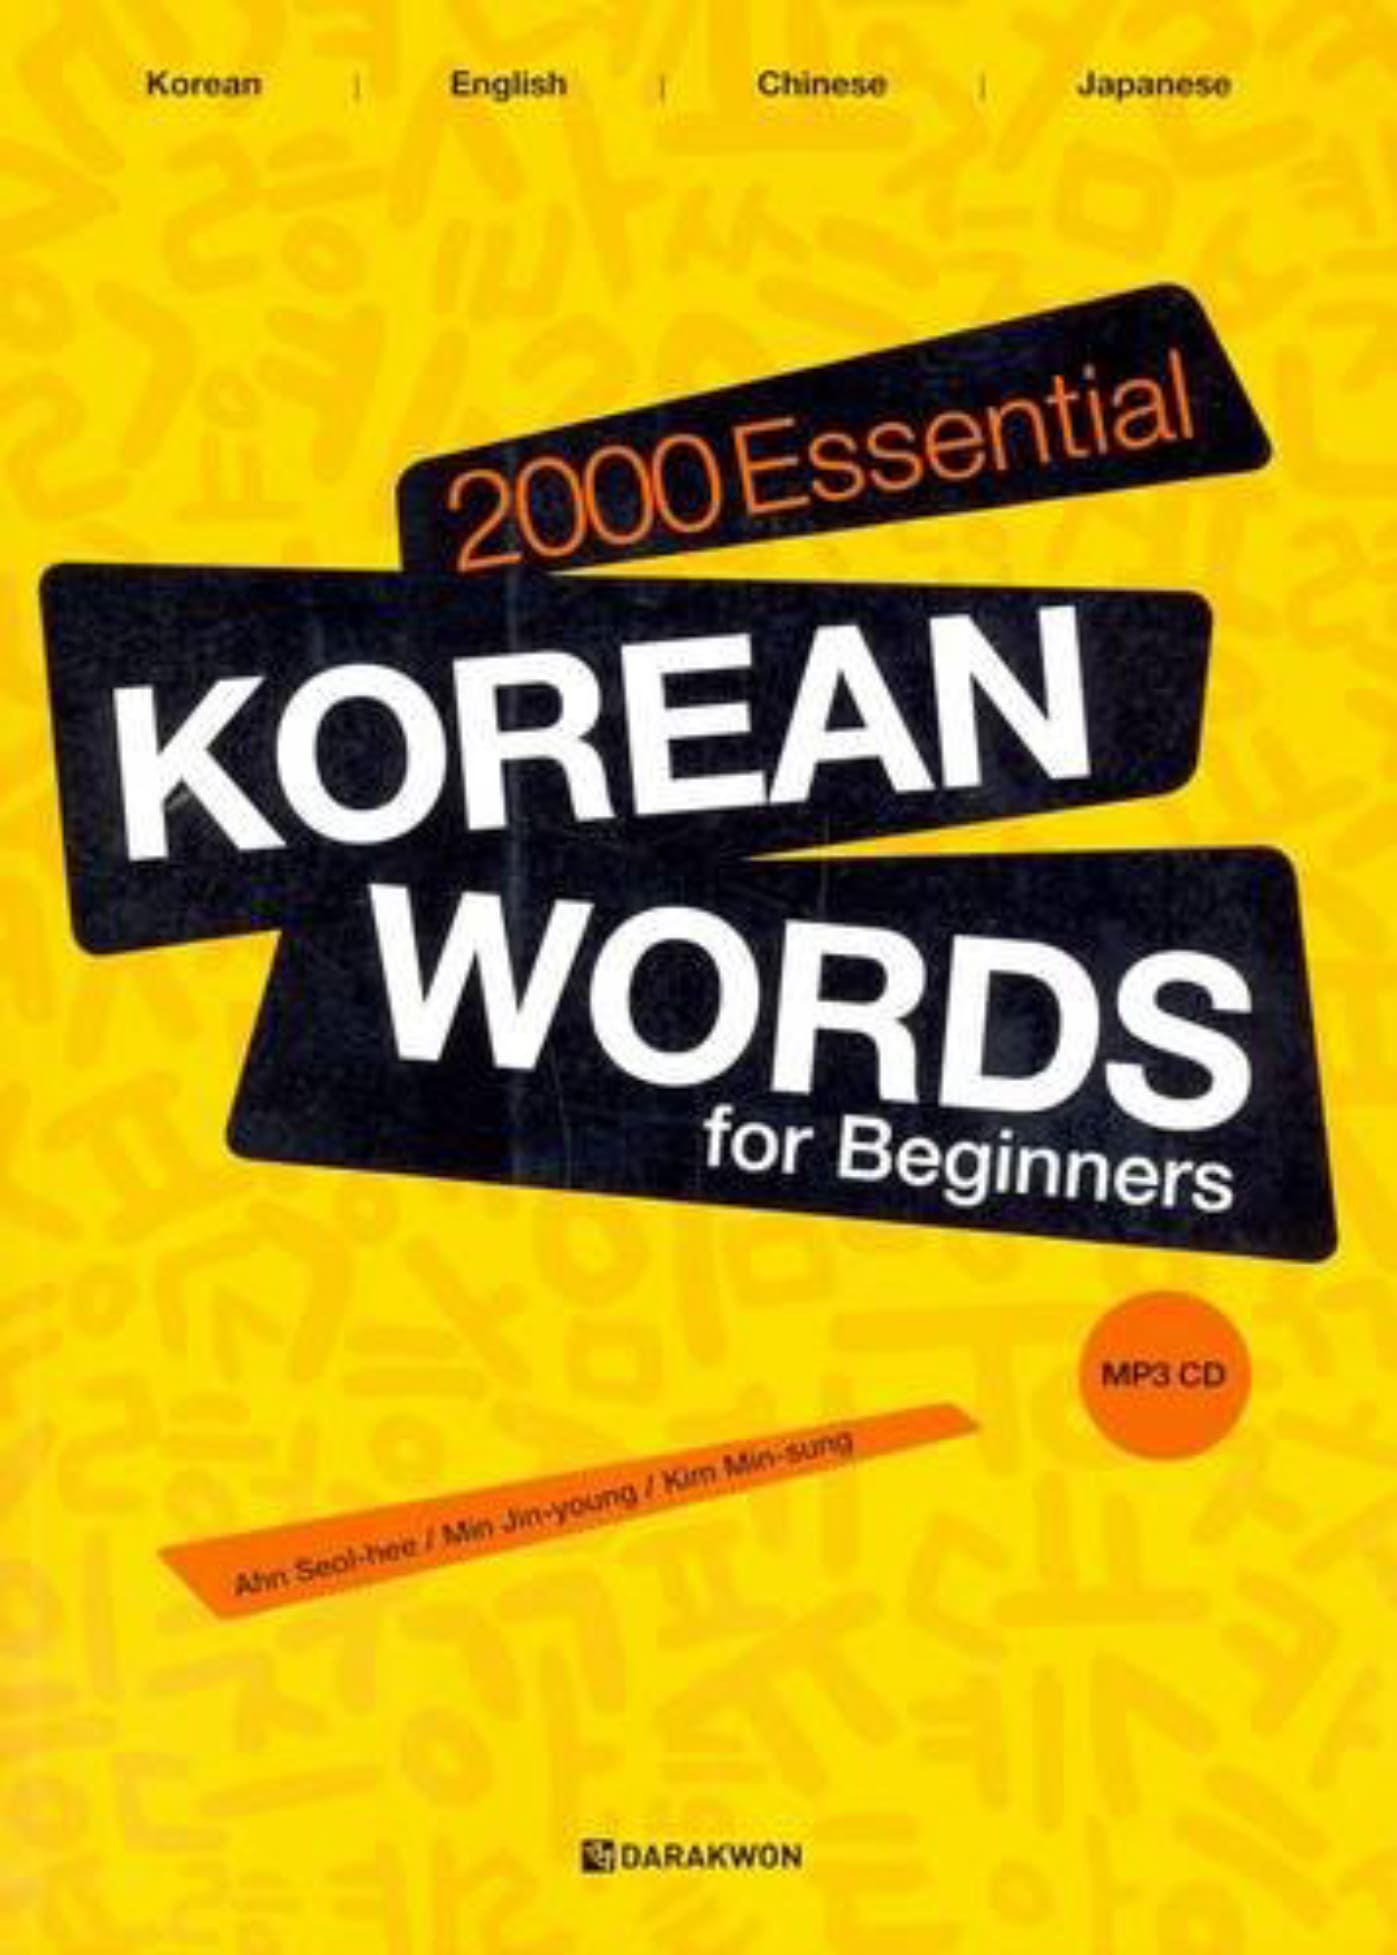 Korean | English | Chinese | Japanese
2000 Essential
KOREAN
WORDS
for Beginners
MP3 CD
Ahn Seol-hee / Min Jin-young / Kim Min-sung
DARAKWON